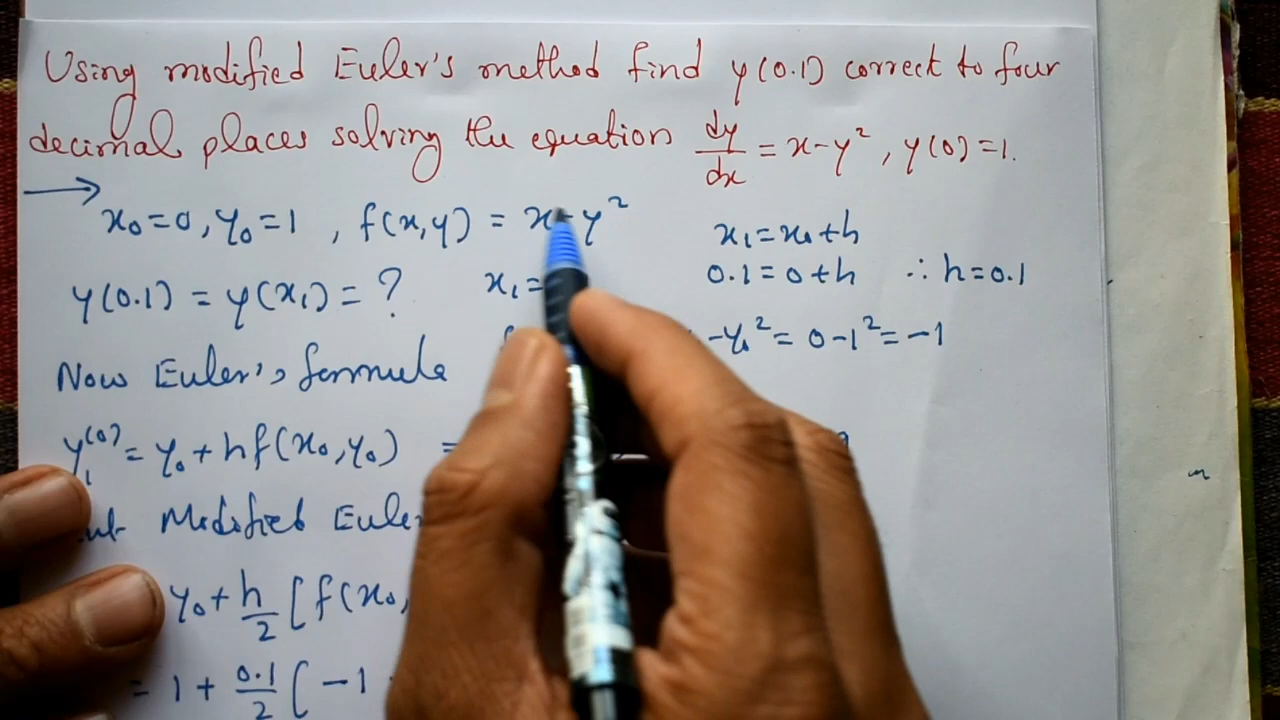 Using modified Euler's method find y(0.1) correct to four
decimal places solving the equation dy/dx = x-y², y(0)=1.
x₀=0, y₀=1, f(x,y) = x-y²
x₁=x₀+h
y(0.1) = y(x₁) = ? x₁=
0.1=0+h ∴ h=0.1
-y₀² = 0-1² = -1
Now Euler's formula
y₁⁽⁰⁾ = y₀+hf(x₀,y₀) =
Modified Euler
y₀+h/2 [f(x₀,
= 1+ 0.1/2 ( -1